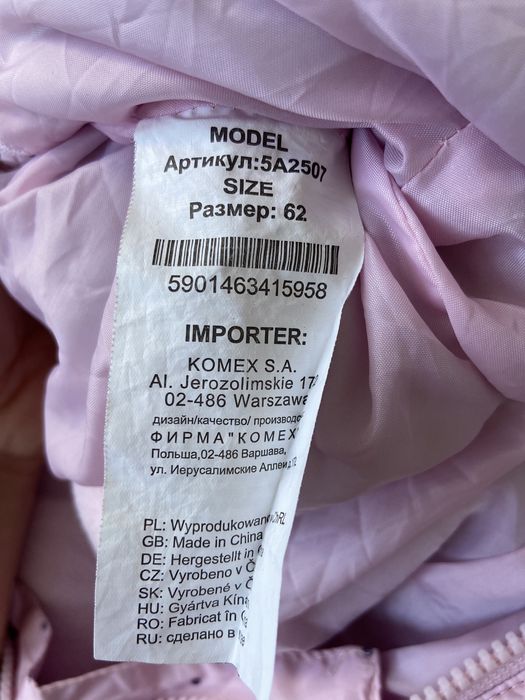 MODEL
Артикул:5A2507
SIZE
Размер: 62
5901463415958
IMPORTER:
KOMEX S.A.
Al. Jerozolimskie
02-486 Warszawa
дизайн/качество/
ФИРМА"KOMEX
Польша,02-486 Варшава,
ул. Иерусалимские Аллеи
PL: Wyprodukowano
GB: Made in China
DE: Hergestellt in
CZ: Vyrobeno v
SK: Vyrobené v
HU: Gyártva
RO: Fabricat în
RU: сделано в